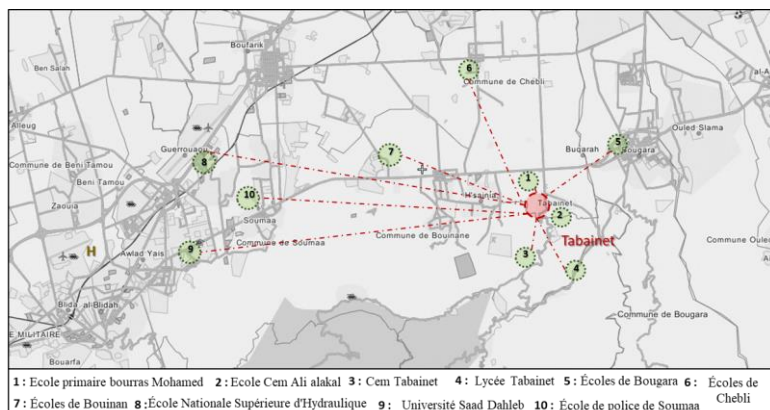 Boufarik
Ben Salah
6
Commune de Chebli
Alleug
5
Ouled Slama
Guerrouaou
7
Bugarah
Bougara
Commune de Beni Tamou
8
Beni Tamou
1
H'sainia
Zaouia
10
Tabainet
2
Soumaa
Commune de Bouinane
Tabainet
Commune de Soumaa
H
Awlad Yais
9
3
4
Blida al-Blidah
Commune de Bougara
E MILITAIRE
Bouarfa
1 : Ecole primaire bourras Mohamed 2 : Ecole Cem Ali alakal 3 : Cem Tabainet 4 : Lycée Tabainet 5 : Écoles de Bougara 6 : Écoles de Chebli
7 : Écoles de Bouinan 8 : École Nationale Supérieure d'Hydraulique 9 : Université Saad Dahleb 10 : École de police de Soumaa